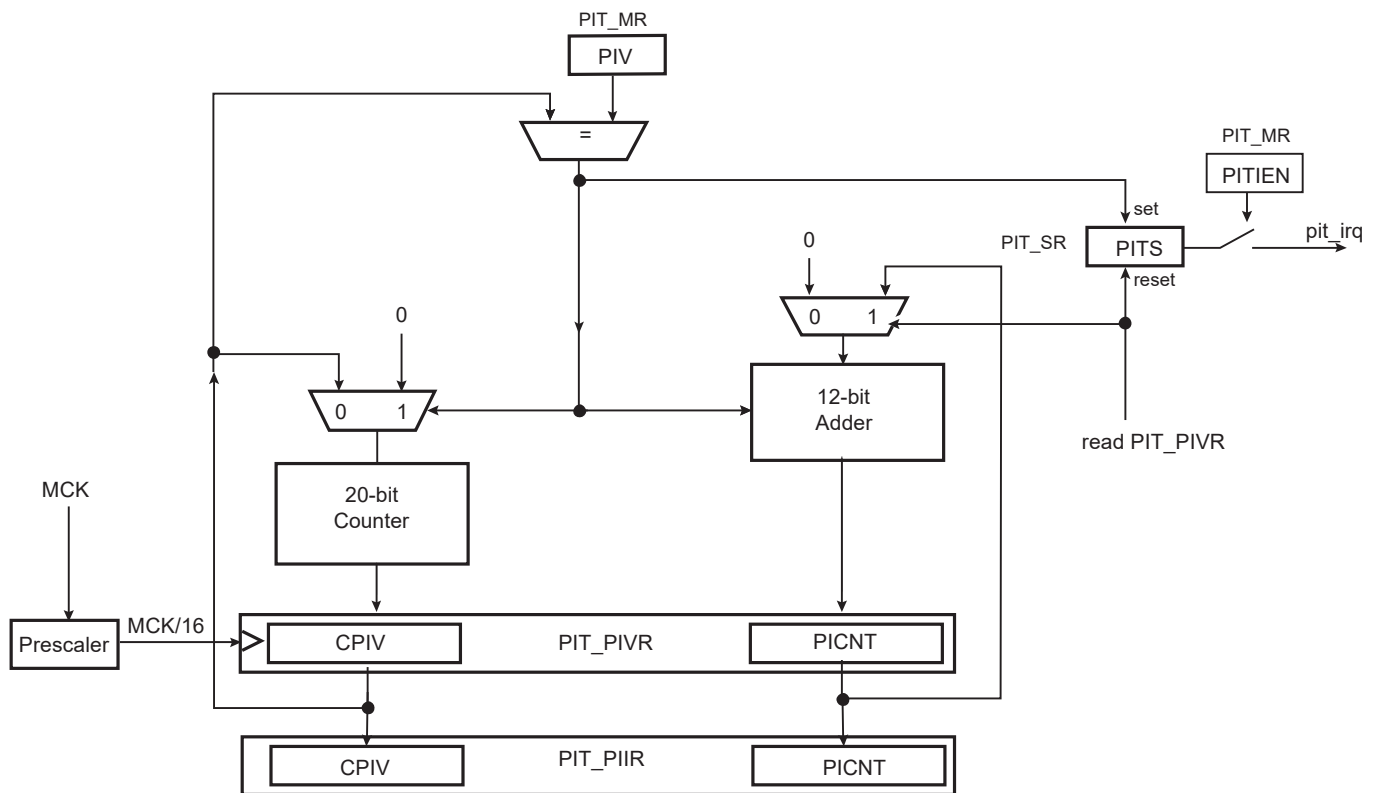 PIT_MR
PIV
=
PIT_MR
PITIEN
set
PIT_SR
PITS
pit_irq
reset
0
0 1
0
0 1
12-bit
Adder
read PIT_PIVR
MCK
20-bit
Counter
Prescaler
MCK/16
CPIV
PIT_PIVR
PICNT
CPIV
PIT_PIIR
PICNT